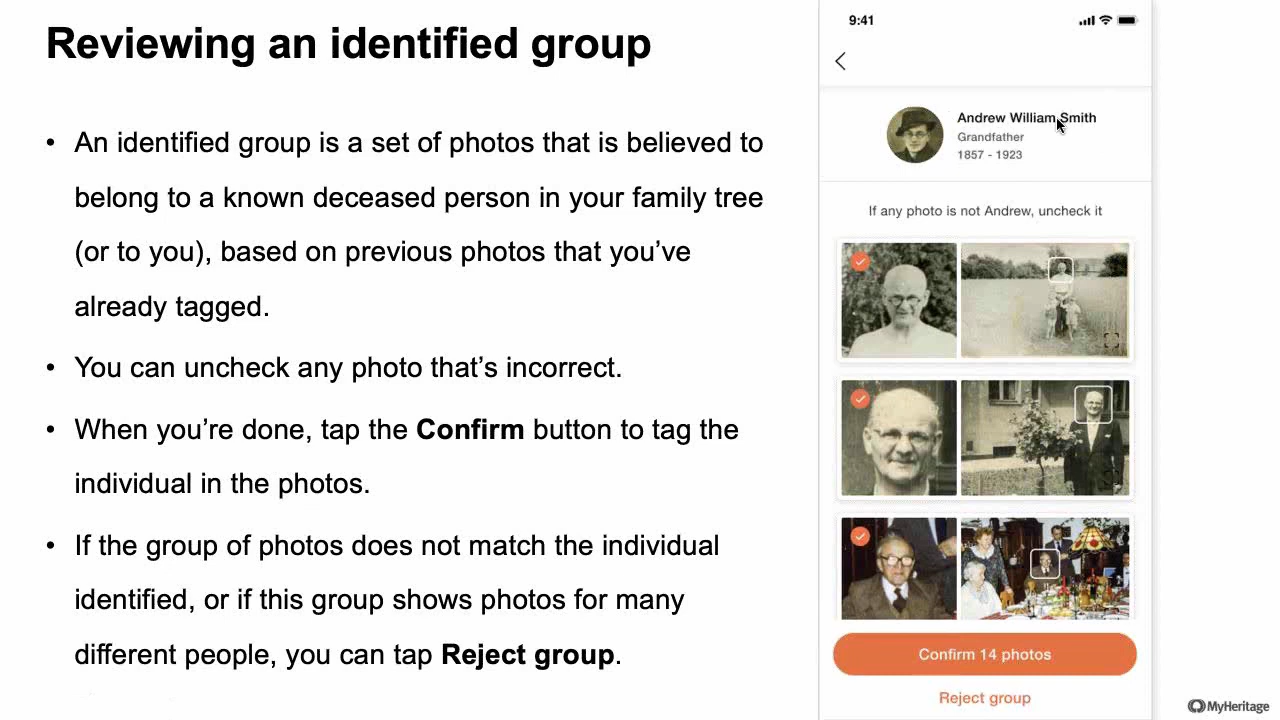 Reviewing an identified group
• An identified group is a set of photos that is believed to
belong to a known deceased person in your family tree
(or to you), based on previous photos that you’ve
already tagged.
• You can uncheck any photo that’s incorrect.
• When you’re done, tap the Confirm button to tag the
individual in the photos.
• If the group of photos does not match the individual
identified, or if this group shows photos for many
different people, you can tap Reject group.
9:41
Andrew William Smith
Grandfather
1857 - 1923
If any photo is not Andrew, uncheck it
Confirm 14 photos
Reject group
MyHeritage